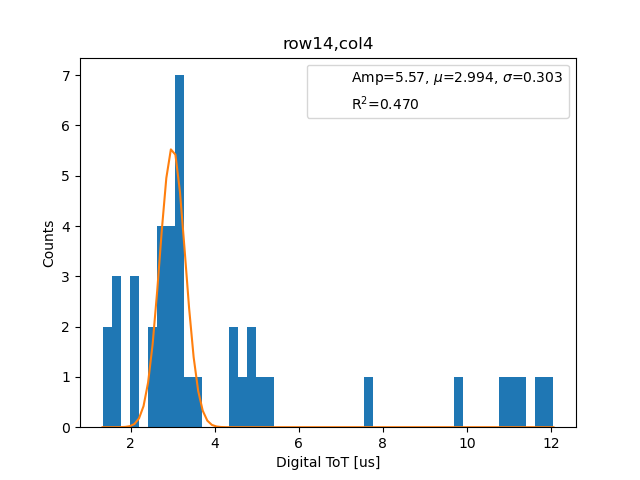 row14,col4
Amp=5.57, μ=2.994, σ=0.303
R²=0.470
7
6
5
4
3
2
1
0
Counts
2 4 6 8 10 12
Digital ToT [us]